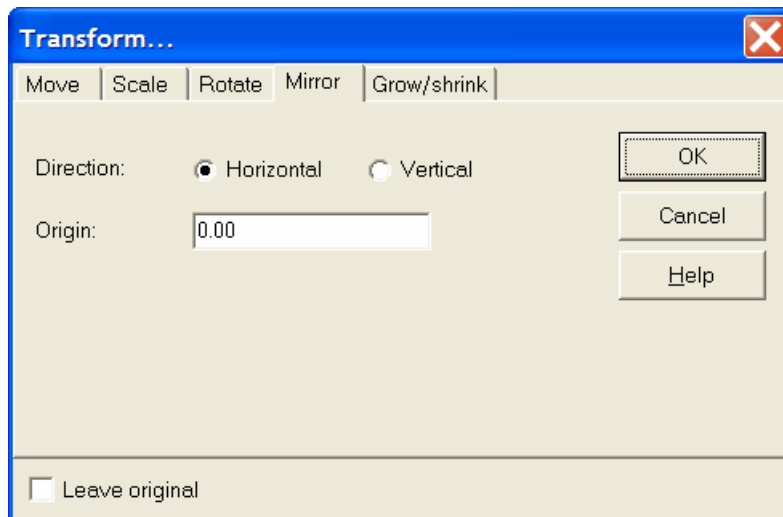 Transform...
Move Scale Rotate Mirror Grow/shrink
Direction: Horizontal Vertical OK
Origin: 0.00 Cancel
Help
Leave original